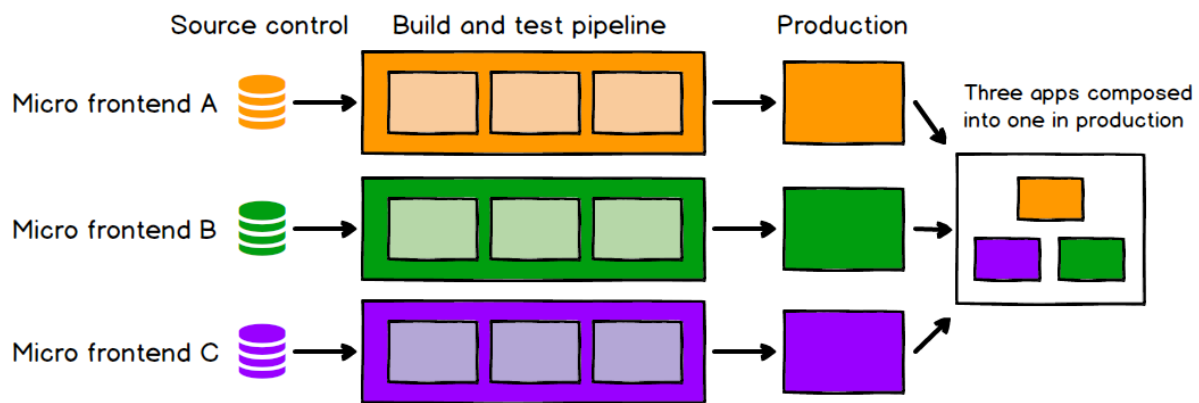 Source control
Build and test pipeline
Production
Micro frontend A
Three apps composed
into one in production
Micro frontend B
Micro frontend C